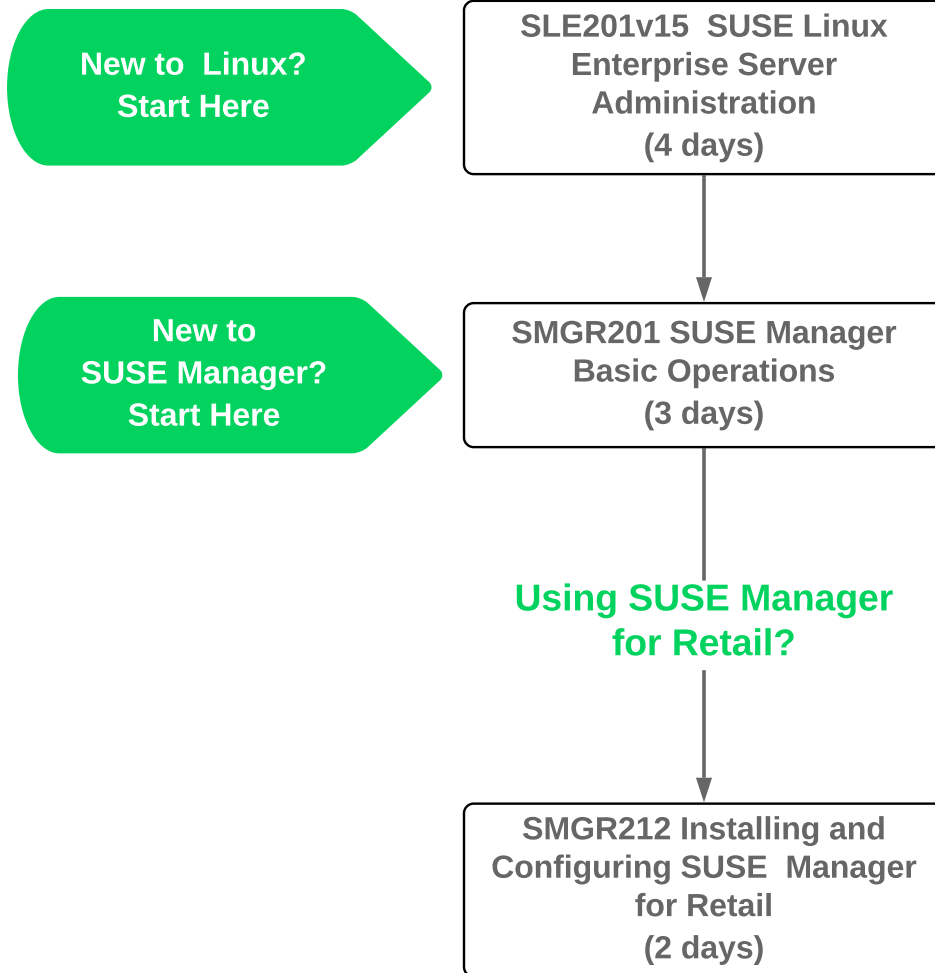 New to  Linux?
Start Here
SLE201v15  SUSE Linux
Enterprise Server
Administration
(4 days)
New to
SUSE Manager?
Start Here
SMGR201 SUSE Manager
Basic Operations
(3 days)
Using SUSE Manager
for Retail?
SMGR212 Installing and
Configuring SUSE  Manager
for Retail
(2 days)